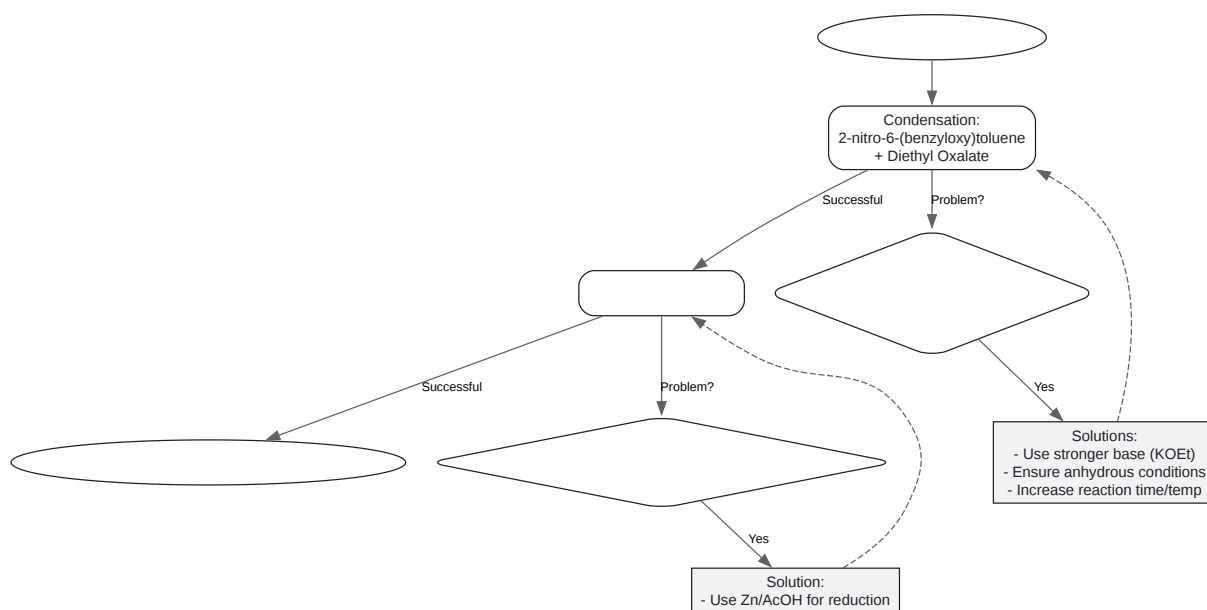 Condensation:
2-nitro-6-(benzyloxy)toluene
+ Diethyl Oxalate
Successful
Problem?
Successful
Problem?
Yes
Solutions:
- Use stronger base (KOEt)
- Ensure anhydrous conditions
- Increase reaction time/temp
Yes
Solution:
- Use Zn/AcOH for reduction